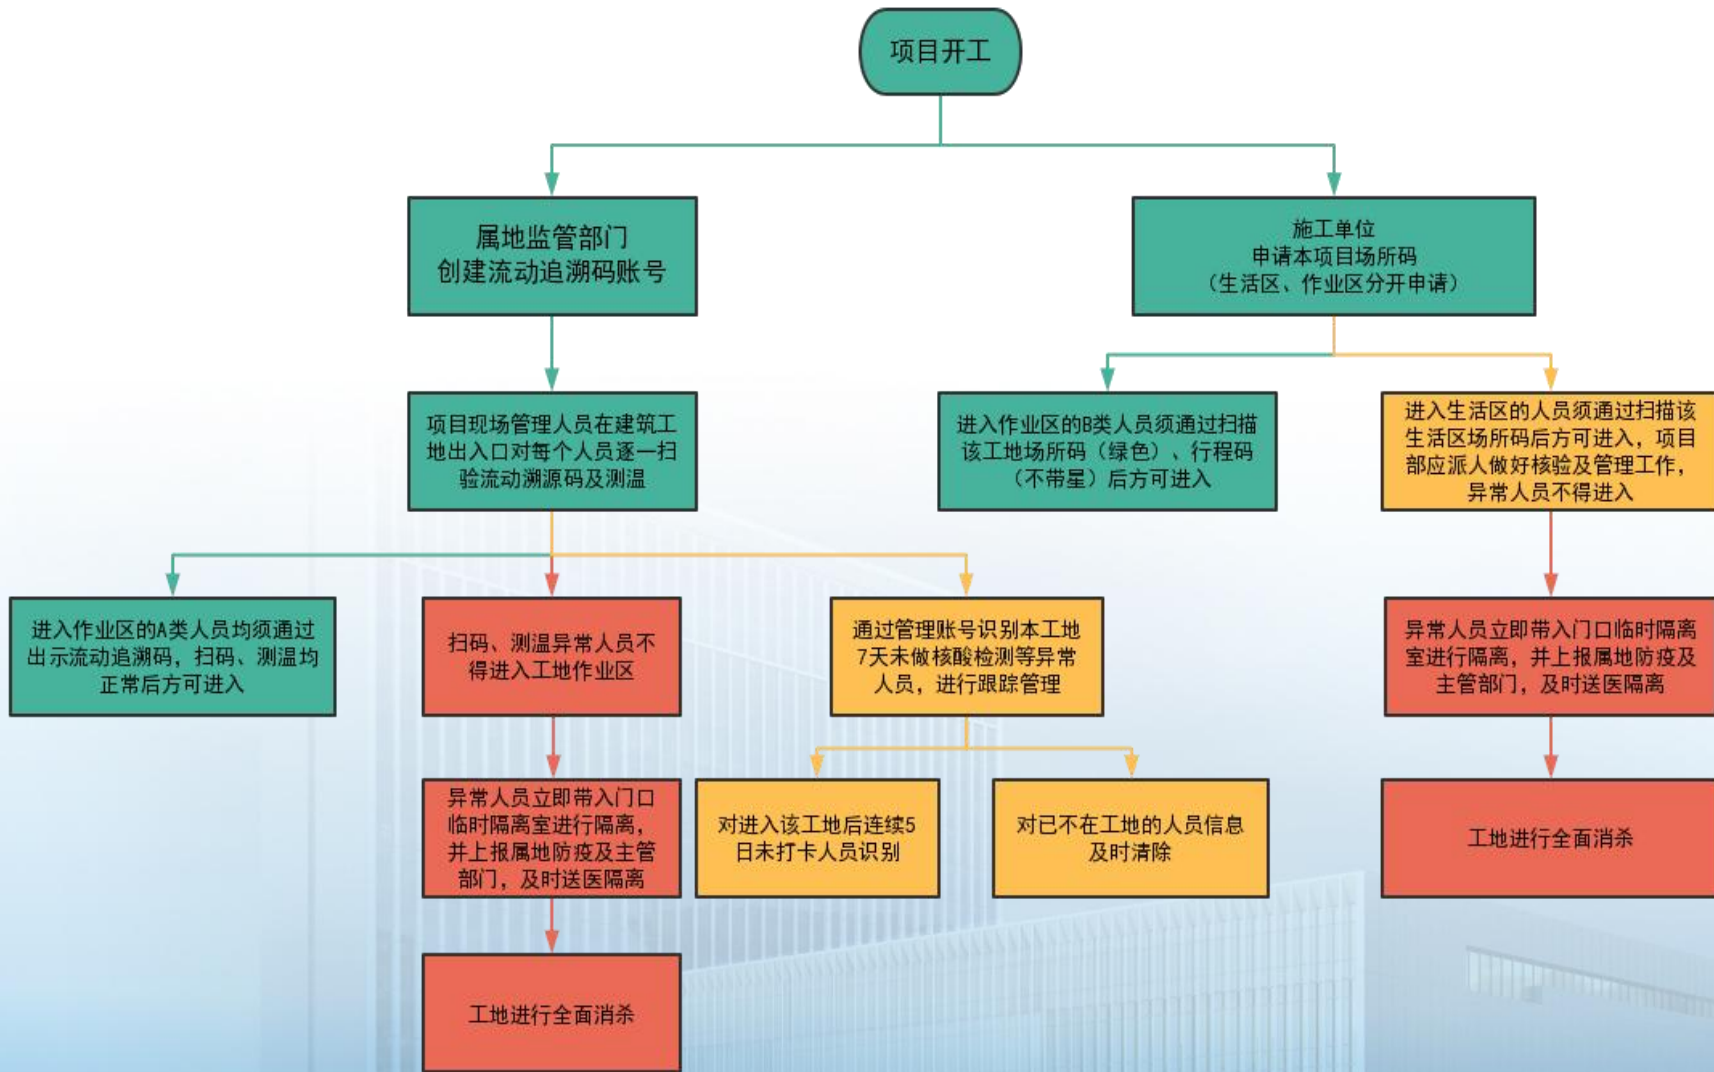 项目开工
属地监管部门
创建流动追溯码账号
施工单位
申请本项目场所码
（生活区、作业区分开申请）
项目现场管理人员在建筑工
地出入口对每个人员逐一扫
验流动溯源码及测温
进入作业区的B类人员须通过扫描
该工地场所码（绿色）、行程码
（不带星）后方可进入
进入生活区的人员须通过扫描该
生活区场所码后方可进入，项目
部应派人做好核验及管理工作，
异常人员不得进入
进入作业区的A类人员均须通过
出示流动追溯码，扫码、测温均
正常后方可进入
扫码、测温异常人员不
得进入工地作业区
通过管理账号识别本工地
7天未做核酸检测等异常
人员，进行跟踪管理
异常人员立即带入门口临时隔离
室进行隔离，并上报属地防疫及
主管部门，及时送医隔离
异常人员立即带入门口
临时隔离室进行隔离，
并上报属地防疫及主管
部门，及时送医隔离
对进入该工地后连续5
日未打卡人员识别
对已不在工地的人员信息
及时清除
工地进行全面消杀
工地进行全面消杀